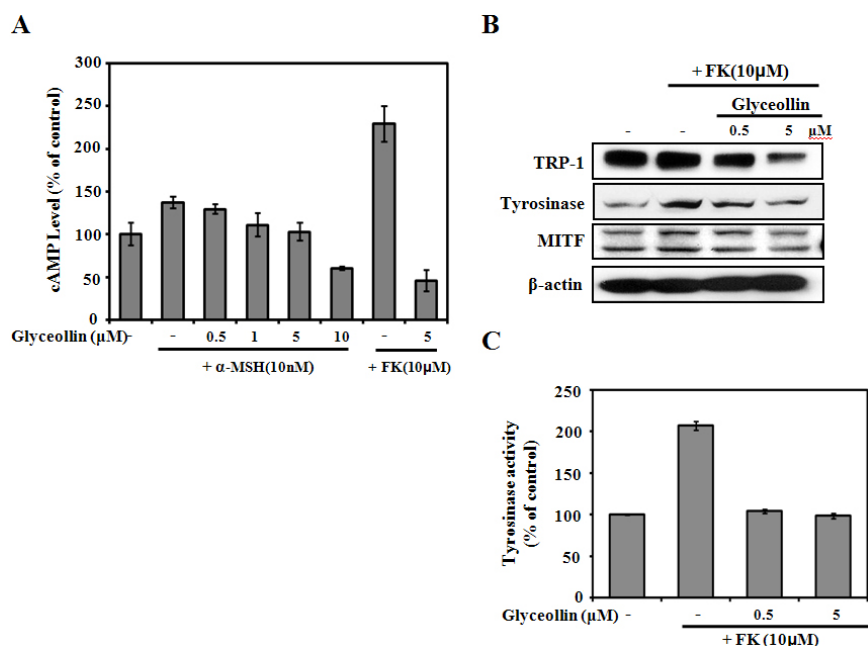 A
300
250
200
150
100
50
0
cAMP Level (% of control)
Glyceollin (µM) - - 0.5 1 5 10 - 5
+ α-MSH(10nM) + FK(10µM)
B
+ FK(10µM)
Glyceollin
- - 0.5 5 µM
TRP-1
Tyrosinase
MITF
β-actin
C
250
200
150
100
50
0
Tyrosinase activity
(% of control)
Glyceollin (µM) - - 0.5 5
+ FK (10µM)